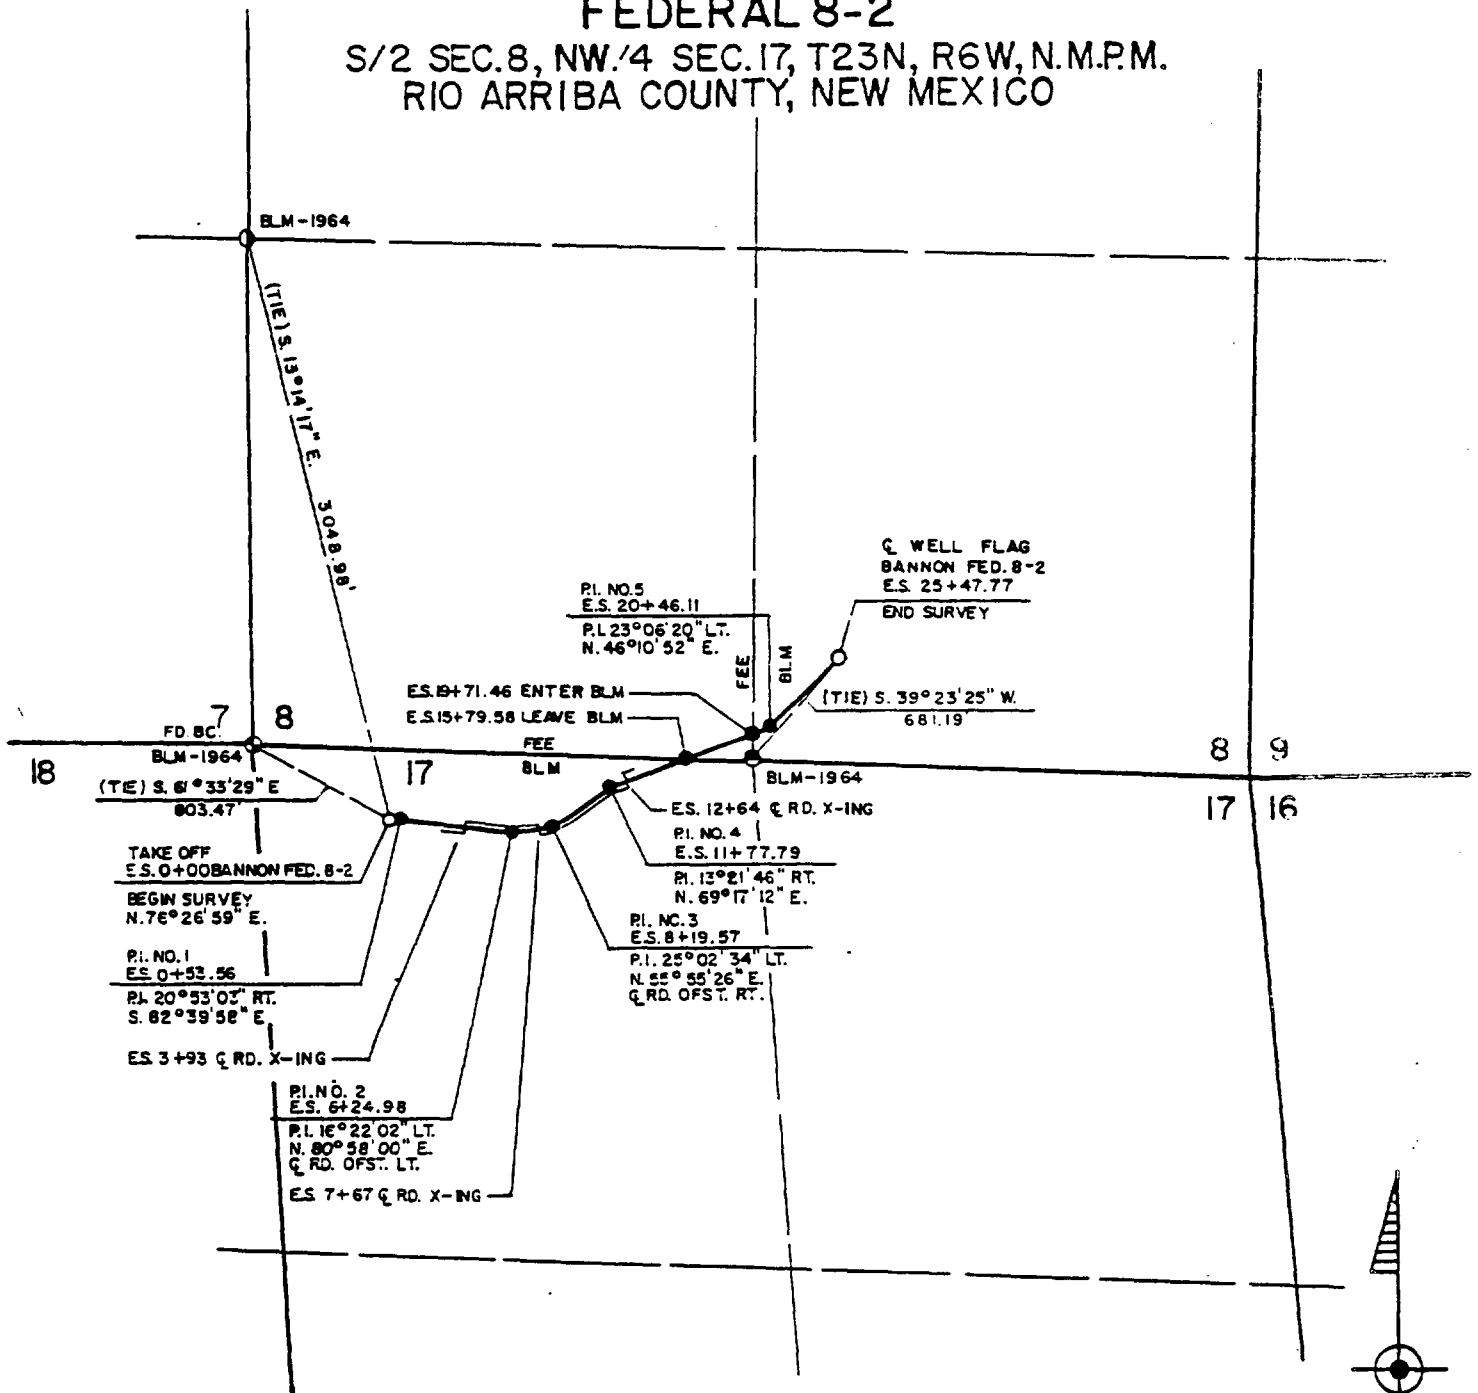 FEDERAL 8-2
S/2 SEC.8, NW.1/4 SEC.17, T23N, R6W, N.M.P.M.
RIO ARRIBA COUNTY, NEW MEXICO
BLM-1964
(TIE) S. 13°14'17" E. 3048.98'
℄ WELL FLAG
BANNON FED. 8-2
E.S. 25+47.77
END SURVEY
P.I. NO.5
E.S. 20+46.11
P.I. 23°06'20" LT.
N. 46°10'52" E.
FEE
BLM
E.S. 19+71.46 ENTER BLM
E.S. 15+79.58 LEAVE BLM
(TIE) S. 39°23'25" W.
681.19'
7 8
FD. BC.
BLM-1964
18
17
FEE
BLM
8 9
17 16
BLM-1964
(TIE) S. 61°33'29" E
803.47'
E.S. 12+64 ℄ RD. X-ING
P.I. NO. 4
E.S. 11+77.79
P.I. 13°21'46" RT.
N. 69°17'12" E.
TAKE OFF
E.S. 0+00 BANNON FED. 8-2
BEGIN SURVEY
N. 76°26'59" E.
P.I. NO. 3
E.S. 8+19.57
P.I. 25°02'34" LT.
N. 55°55'26" E.
℄ RD. OFST. RT.
P.I. NO. 1
E.S. 0+53.56
P.I. 20°53'03" RT.
S. 82°39'58" E
E.S. 3+93 ℄ RD. X-ING
P.I. NO. 2
E.S. 6+24.98
P.I. 16°22'02" LT.
N. 80°58'00" E.
℄ RD. OFST. LT.
E.S. 7+67 ℄ RD. X-ING